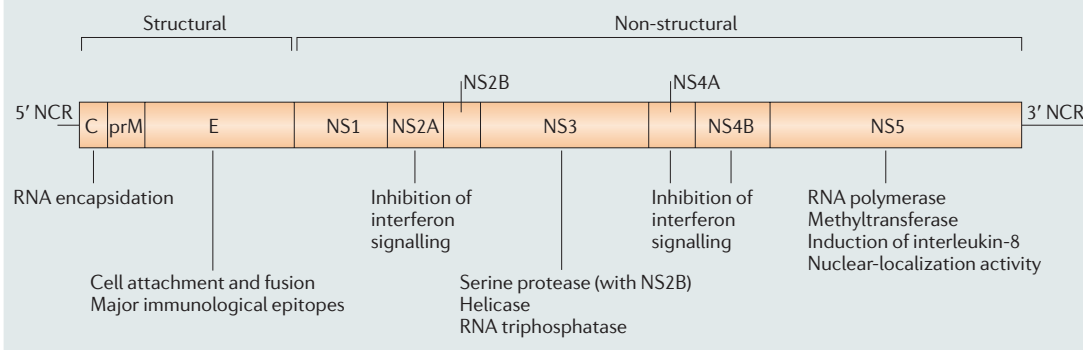 Structural
Non-structural
NS2B
NS4A
5′ NCR
C
prM
E
NS1
NS2A
NS3
NS4B
NS5
3′ NCR
RNA encapsidation
Inhibition of
interferon
signalling
Inhibition of
interferon
signalling
RNA polymerase
Methyltransferase
Induction of interleukin-8
Nuclear-localization activity
Cell attachment and fusion
Major immunological epitopes
Serine protease (with NS2B)
Helicase
RNA triphosphatase